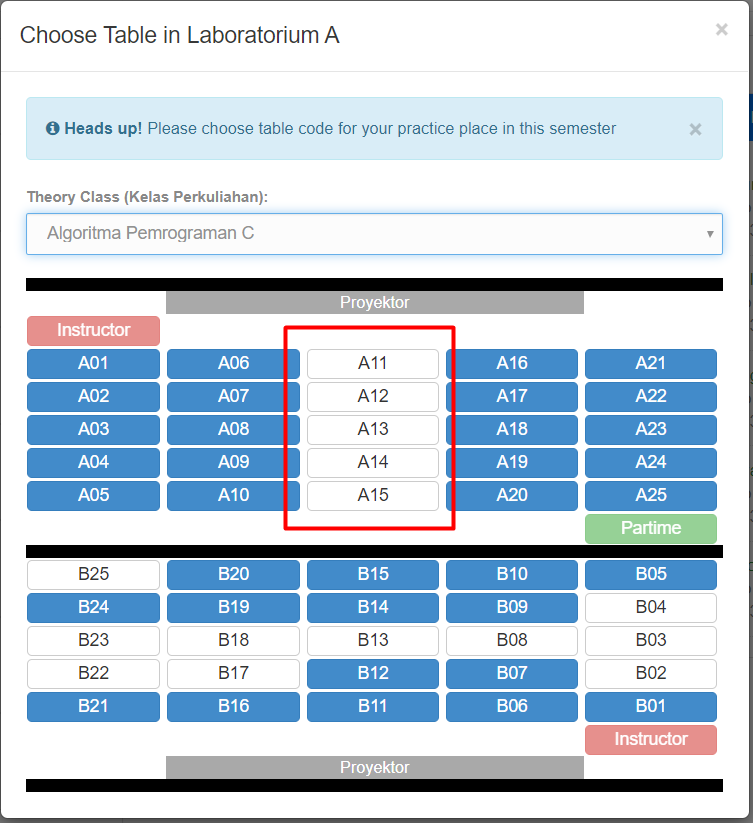 Choose Table in Laboratorium A
×
Heads up! Please choose table code for your practice place in this semester ×
Theory Class (Kelas Perkuliahan):
Algoritma Pemrograman C
Proyektor
Instructor
A01 A06 A11 A16 A21
A02 A07 A12 A17 A22
A03 A08 A13 A18 A23
A04 A09 A14 A19 A24
A05 A10 A15 A20 A25
Partime
B25 B20 B15 B10 B05
B24 B19 B14 B09 B04
B23 B18 B13 B08 B03
B22 B17 B12 B07 B02
B21 B16 B11 B06 B01
Instructor
Proyektor